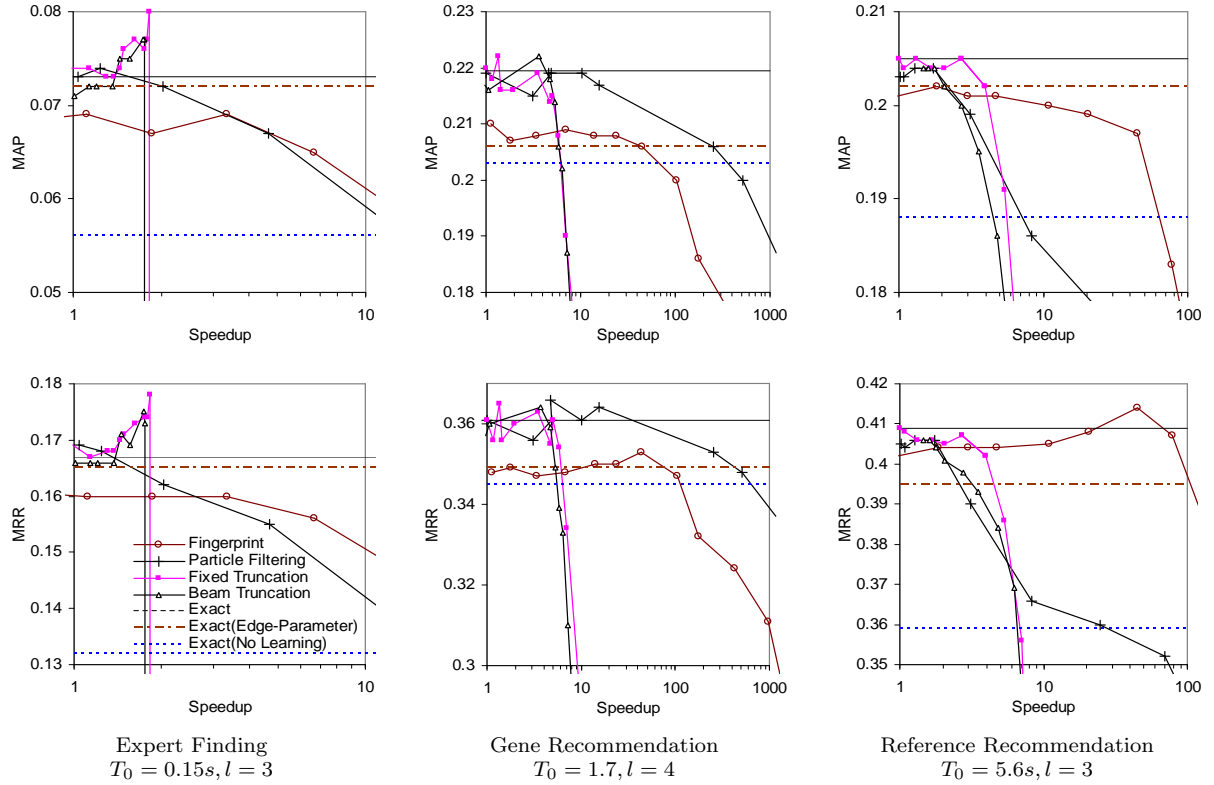 0.08
0.07
0.06
0.05
MAP
1
10
Speedup
0.23
0.22
0.21
0.2
0.19
0.18
MAP
1
10
100
1000
Speedup
0.21
0.2
0.19
0.18
MAP
1
10
100
Speedup
0.18
0.17
0.16
0.15
0.14
0.13
MRR
Fingerprint
Particle Filtering
Fixed Truncation
Beam Truncation
Exact
Exact(Edge-Parameter)
Exact(No Learning)
1
10
Speedup
0.36
0.34
0.32
0.3
MRR
1
10
100
1000
Speedup
0.42
0.41
0.4
0.39
0.38
0.37
0.36
0.35
MRR
1
10
100
Speedup
Expert Finding
T₀ = 0.15s, l = 3
Gene Recommendation
T₀ = 1.7, l = 4
Reference Recommendation
T₀ = 5.6s, l = 3